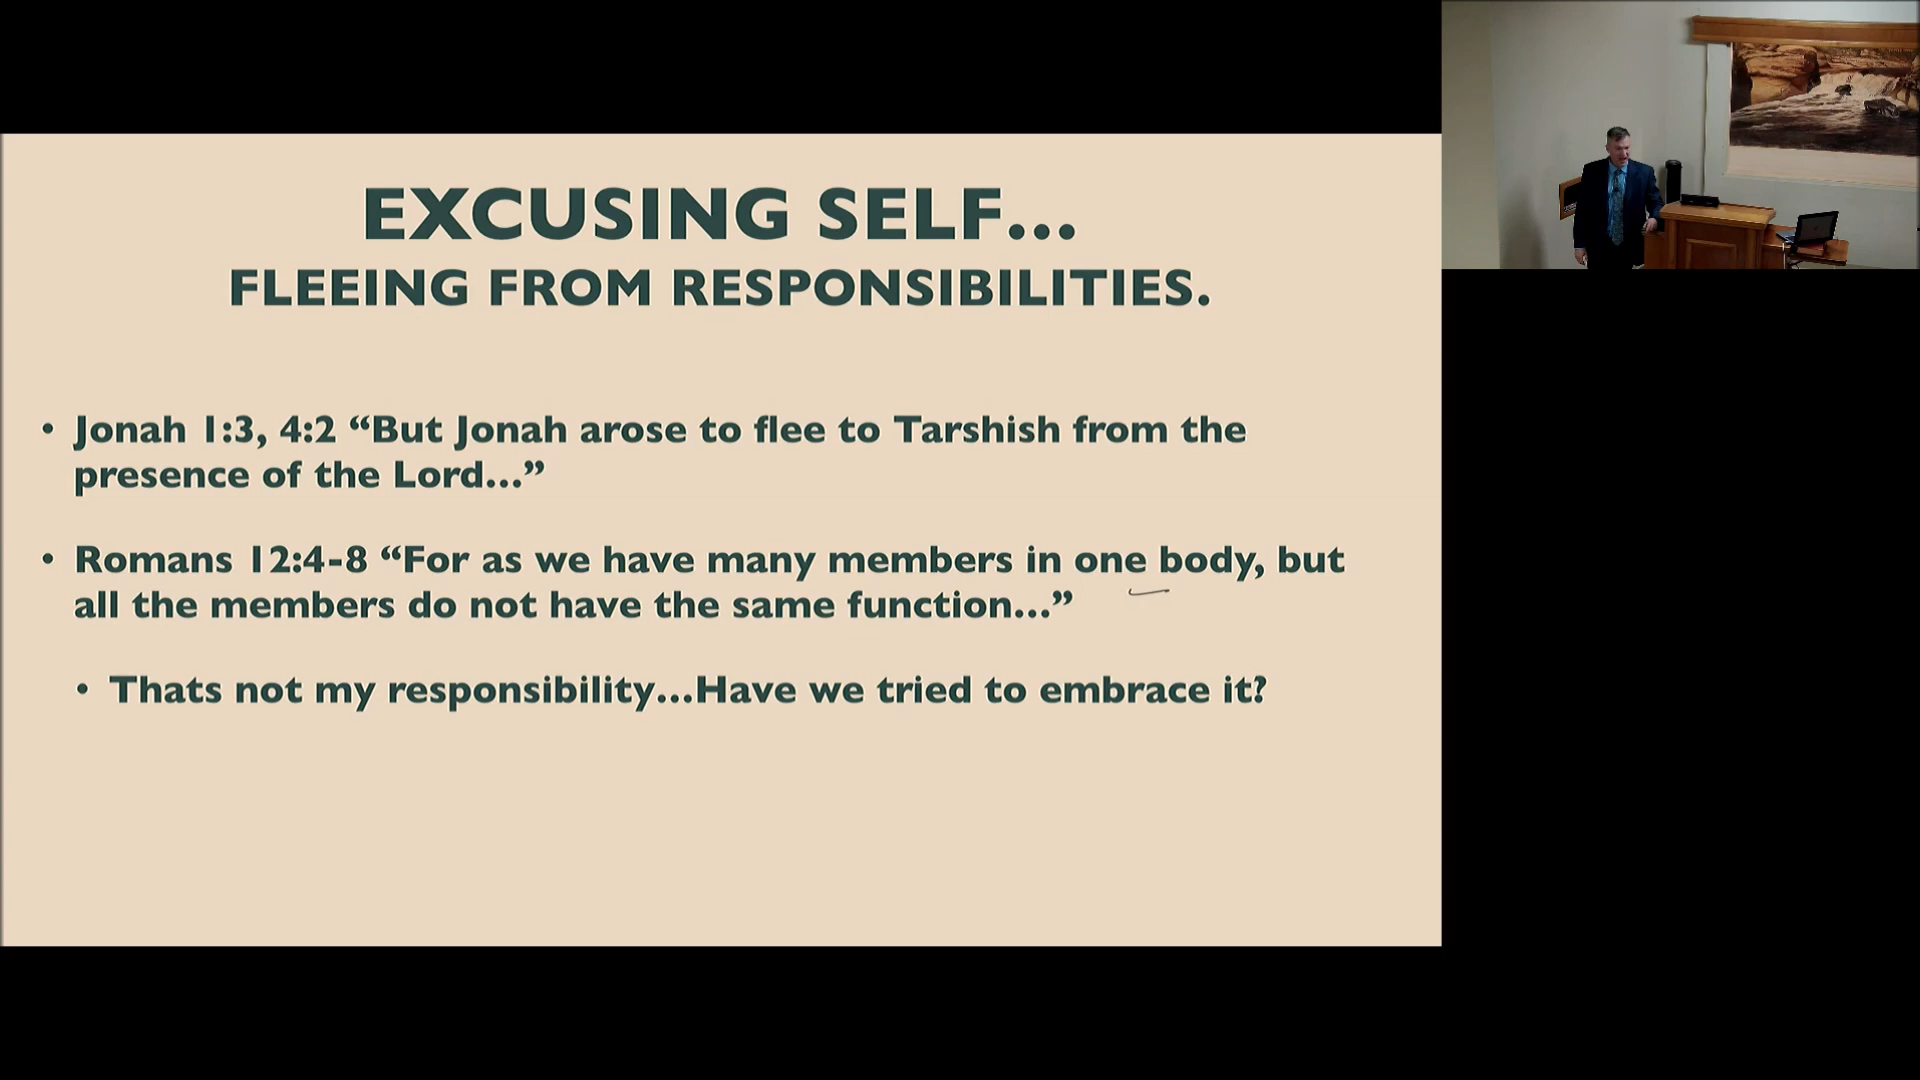 EXCUSING SELF...
FLEEING FROM RESPONSIBILITIES.
• Jonah 1:3, 4:2 “But Jonah arose to flee to Tarshish from the
presence of the Lord...”
• Romans 12:4-8 “For as we have many members in one body, but
all the members do not have the same function...”
• Thats not my responsibility...Have we tried to embrace it?